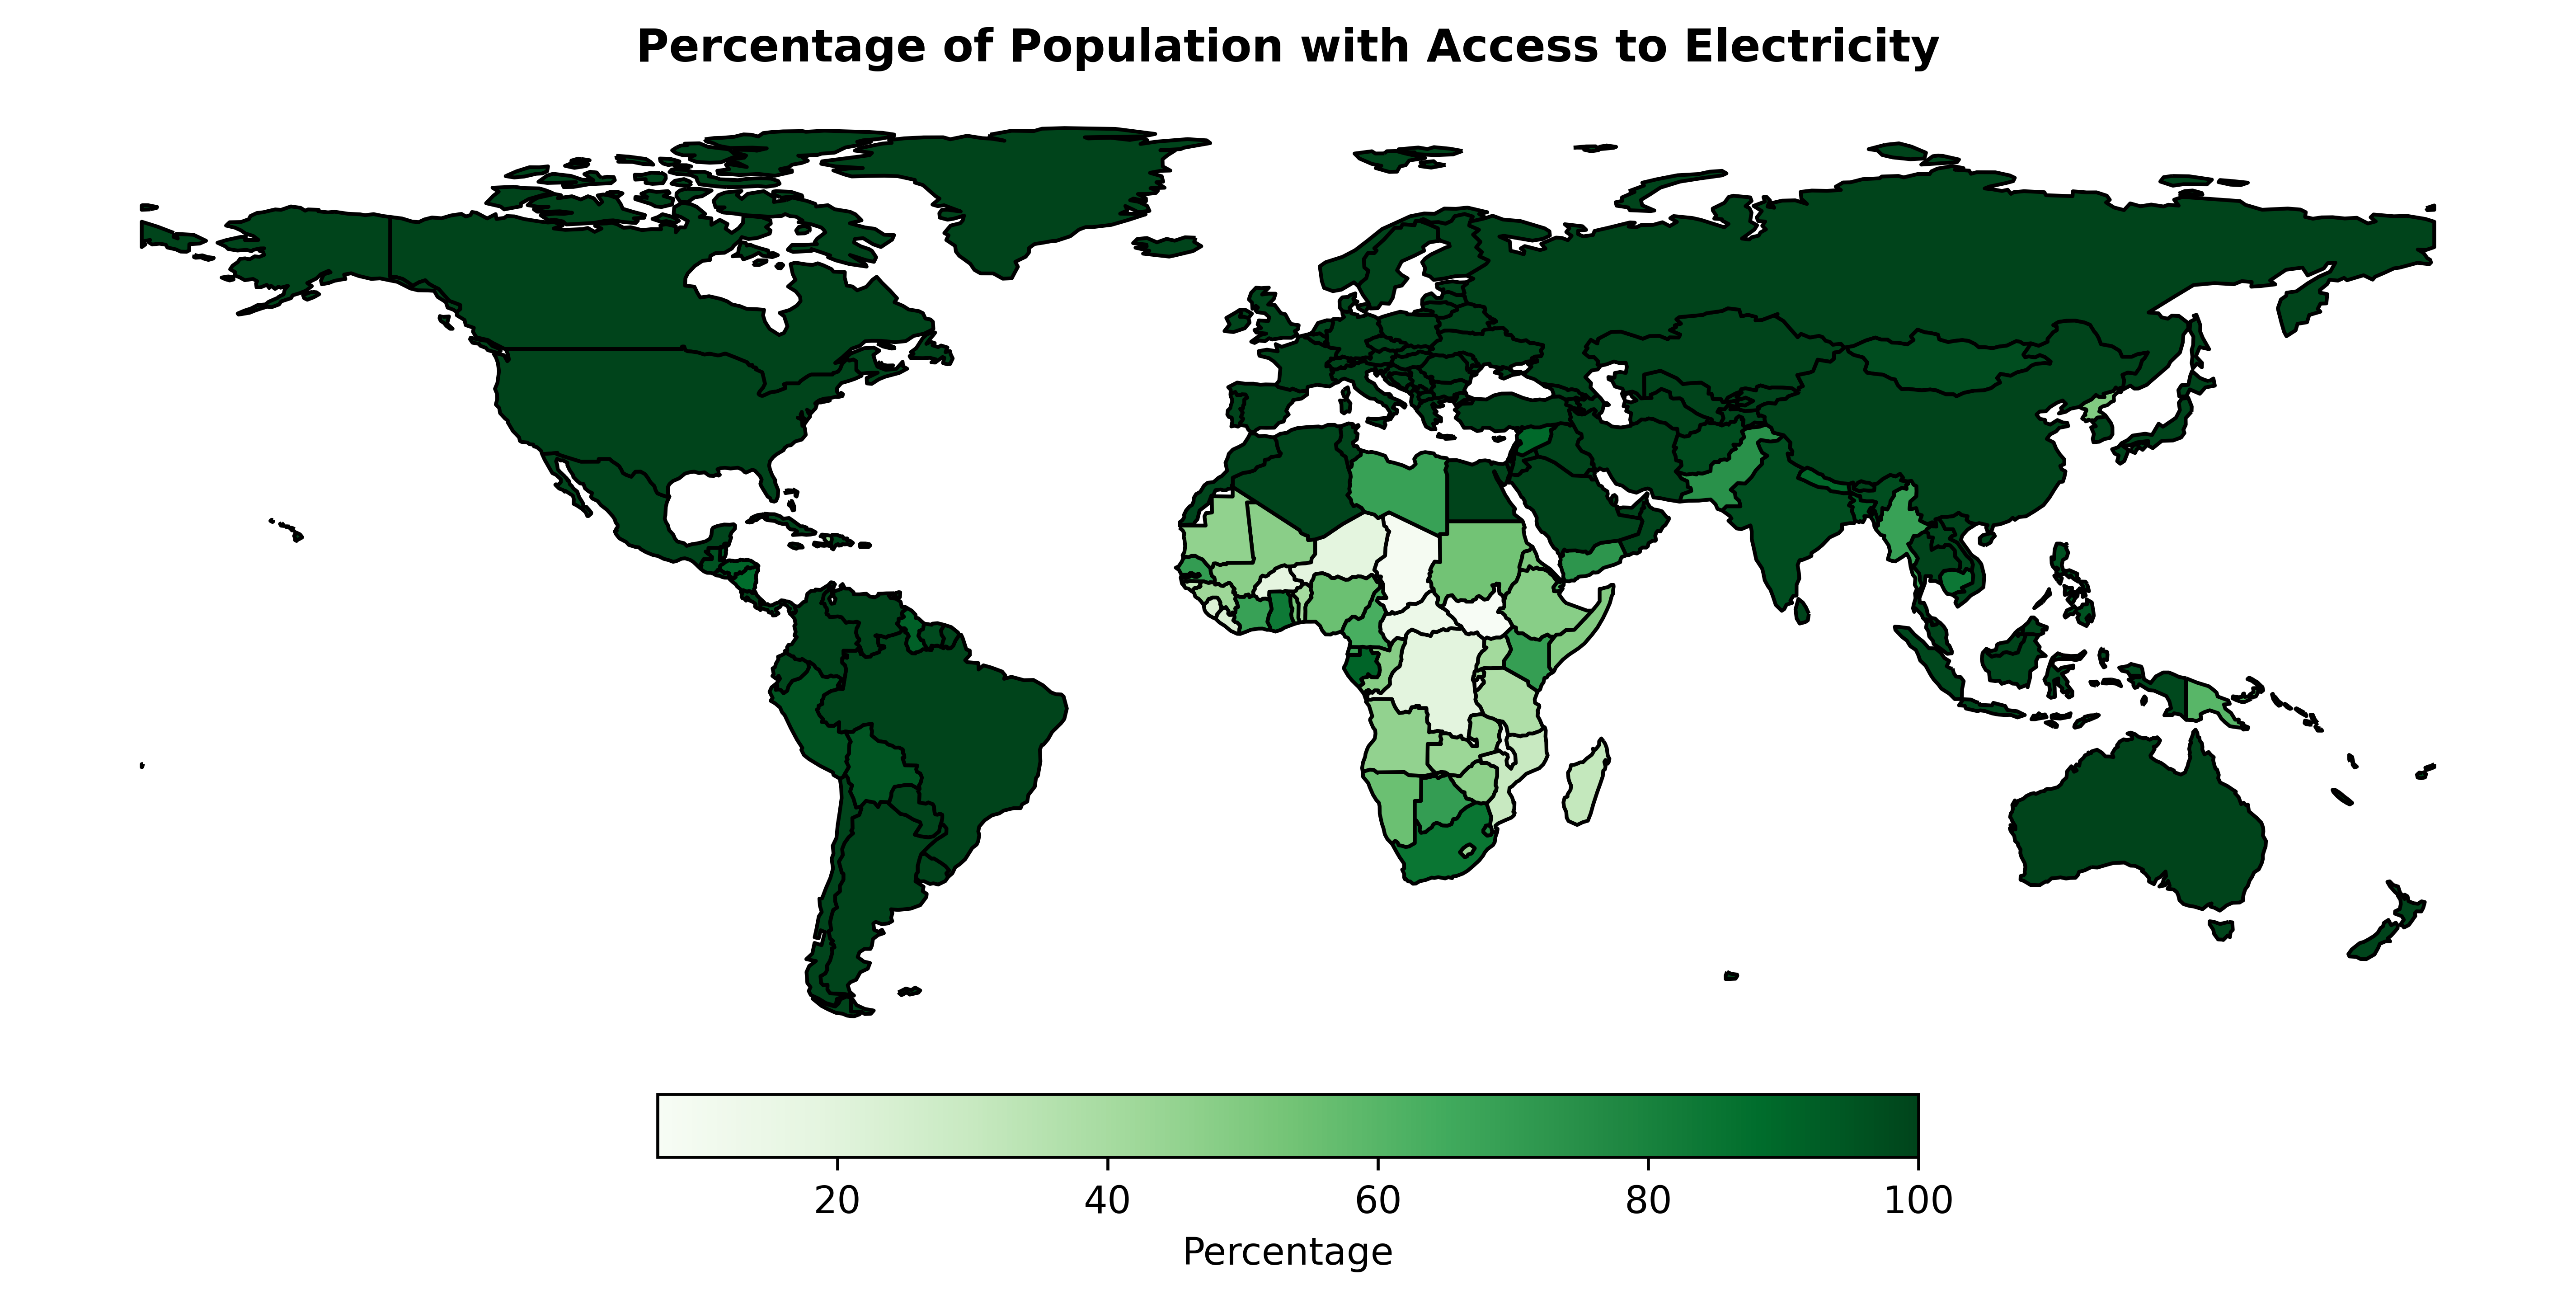 Percentage of Population with Access to Electricity
20 40 60 80 100
Percentage